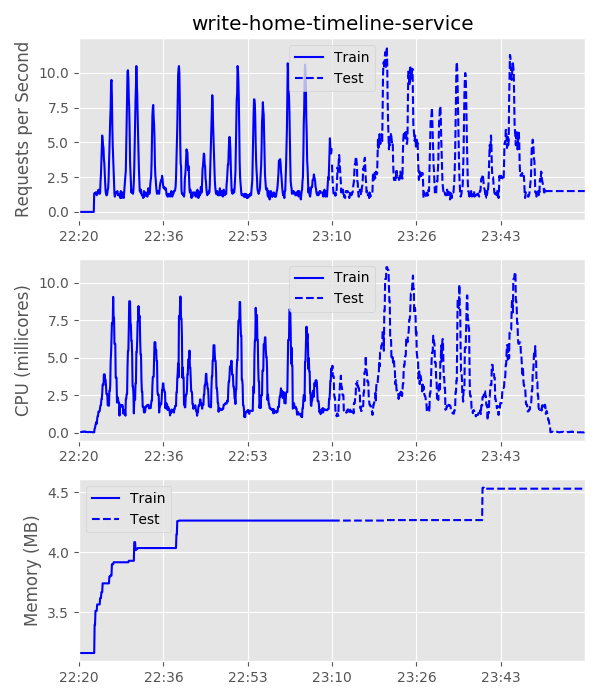 write-home-timeline-service
Requests per Second
10.0
7.5
5.0
2.5
0.0
Train
Test
22:20 22:36 22:53 23:10 23:26 23:43
CPU (millicores)
10.0
7.5
5.0
2.5
0.0
Train
Test
22:20 22:36 22:53 23:10 23:26 23:43
Memory (MB)
4.5
4.0
3.5
Train
Test
22:20 22:36 22:53 23:10 23:26 23:43